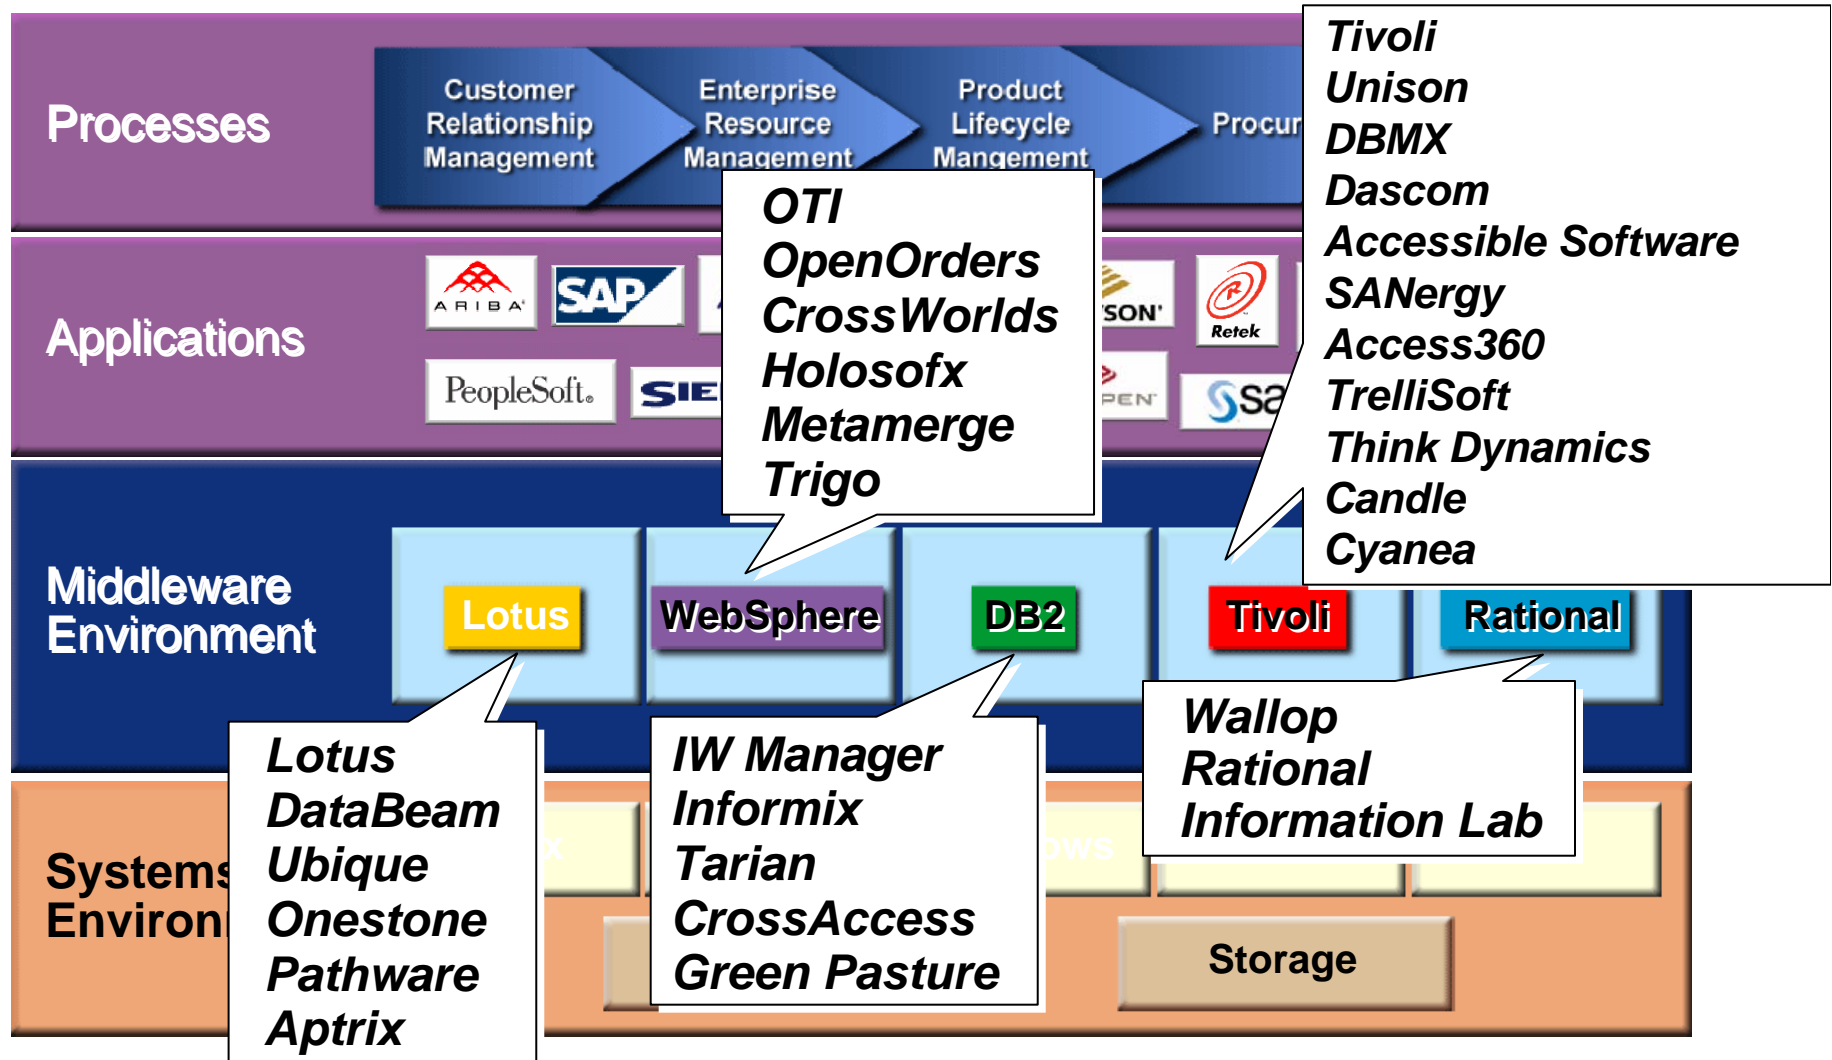 Processes
Customer
Relationship
Management
Enterprise
Resource
Management
Product
Lifecycle
Mangement
Tivoli
Unison
DBMX
Dascom
Accessible Software
SANergy
Access360
TrelliSoft
Think Dynamics
Candle
Cyanea
OTI
OpenOrders
CrossWorlds
Holosofx
Metamerge
Trigo
Applications
ARIBA
SAP
Retek
PeopleSoft®
Middleware
Environment
Lotus
WebSphere
DB2
Tivoli
Rational
Lotus
DataBeam
Ubique
Onestone
Pathware
Aptrix
IW Manager
Informix
Tarian
CrossAccess
Green Pasture
Wallop
Rational
Information Lab
Systems
Storage